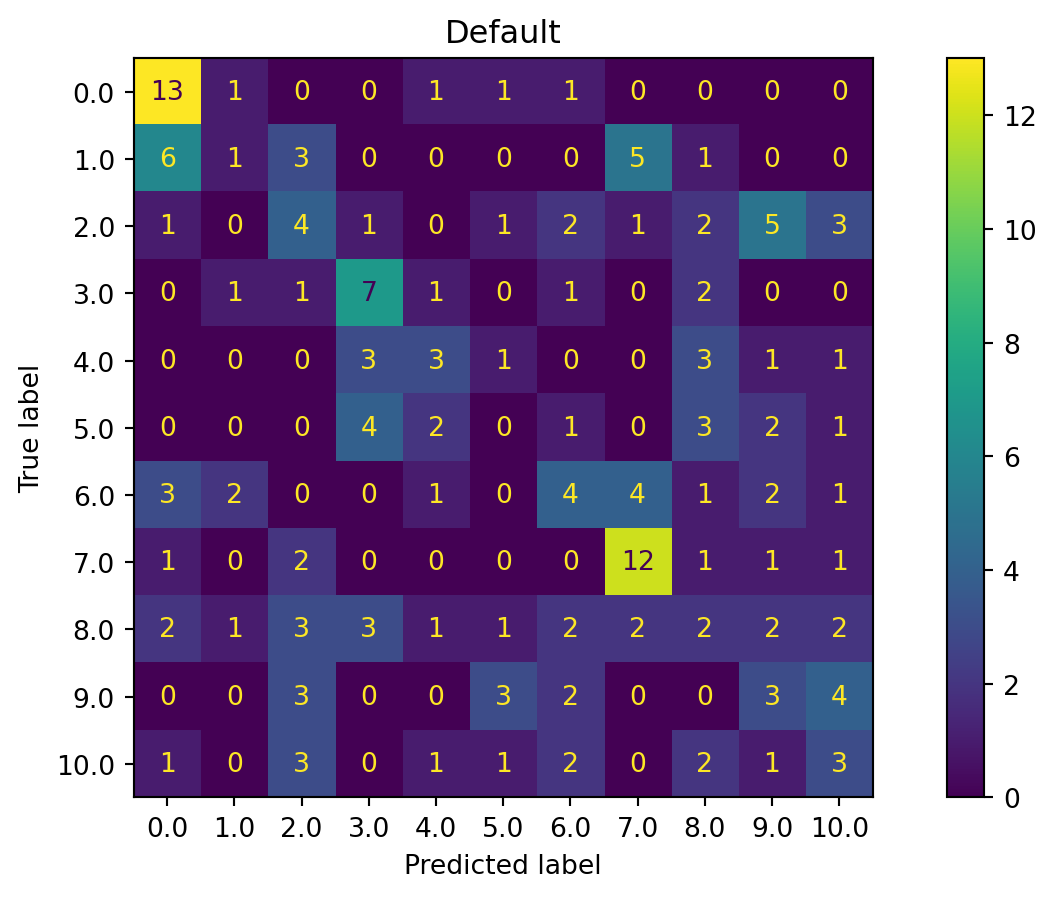 Default
0.0 13 1 0 0 1 1 1 0 0 0 0
1.0 6 1 3 0 0 0 0 5 1 0 0
2.0 1 0 4 1 0 1 2 1 2 5 3
3.0 0 1 1 7 1 0 1 0 2 0 0
4.0 0 0 0 3 3 1 0 0 3 1 1
5.0 0 0 0 4 2 0 1 0 3 2 1
6.0 3 2 0 0 1 0 4 4 1 2 1
7.0 1 0 2 0 0 0 0 12 1 1 1
8.0 2 1 3 3 1 1 2 2 2 2 2
9.0 0 0 3 0 0 3 2 0 0 3 4
10.0 1 0 3 0 1 1 2 0 2 1 3
0.0 1.0 2.0 3.0 4.0 5.0 6.0 7.0 8.0 9.0 10.0
Predicted label
True label
12
10
8
6
4
2
0